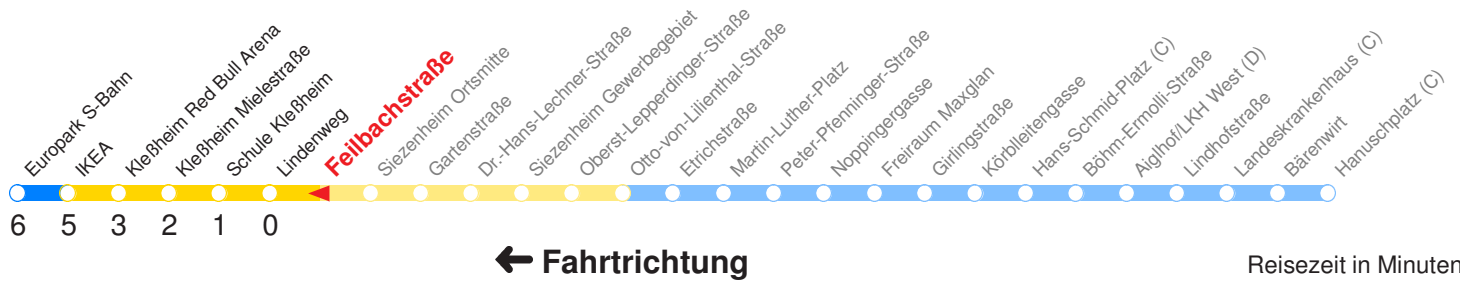 Europark S-Bahn
IKEA
Kleßheim Red Bull Arena
Kleßheim Mielestraße
Schule Kleßheim
Lindenweg
Feilbachstraße
Siezenheim Ortsmitte
Gartenstraße
Dr.-Hans-Lechner-Straße
Siezenheim Gewerbegebiet
Oberst-Lepperdinger-Straße
Otto-von-Lilienthal-Straße
Etrichstraße
Martin-Luther-Platz
Peter-Pfenninger-Straße
Noppingergasse
Freiraum Maxglan
Girlingstraße
Körbleitengasse
Hans-Schmid-Platz (C)
Böhm-Ermolli-Straße
Aiglhof/LKH West (D)
Lindhofstraße
Landeskrankenhaus (C)
Bärenwirt
Hanuschplatz (C)
6 5 3 2 1 0
Fahrtrichtung
Reisezeit in Minuten